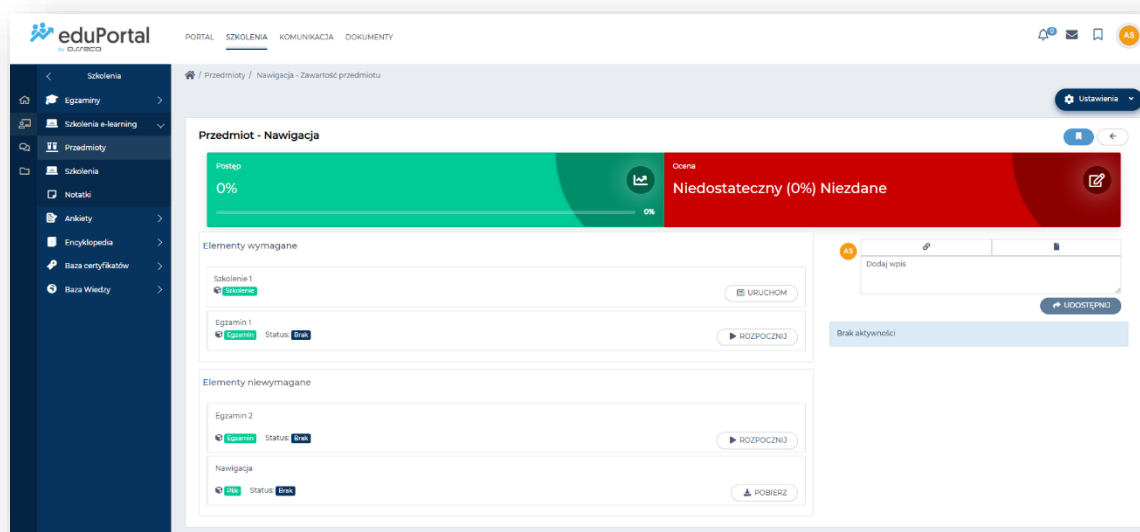 eduPortal
by asseco
PORTAL SZKOLENIA KOMUNIKACJA DOKUMENTY
0
AS
Szkolenia
Egzaminy
Szkolenia e-learning
Przedmioty
Szkolenia
Notatki
Ankiety
Encyklopedia
Baza certyfikatów
Baza Wiedzy
/ Przedmioty / Nawigacja - Zawartość przedmiotu
Ustawienia
Przedmiot - Nawigacja
Postęp
0%
0%
Ocena
Niedostateczny (0%) Niezdane
Elementy wymagane
Szkolenie 1
Szkolenie
URUCHOM
Egzamin 1
Egzamin Status: Brak
ROZPOCZNIJ
Elementy niewymagane
Egzamin 2
Egzamin Status: Brak
ROZPOCZNIJ
Nawigacja
Plik Status: Brak
POBIERZ
AS
Dodaj wpis
UDOSTĘPNIJ
Brak aktywności